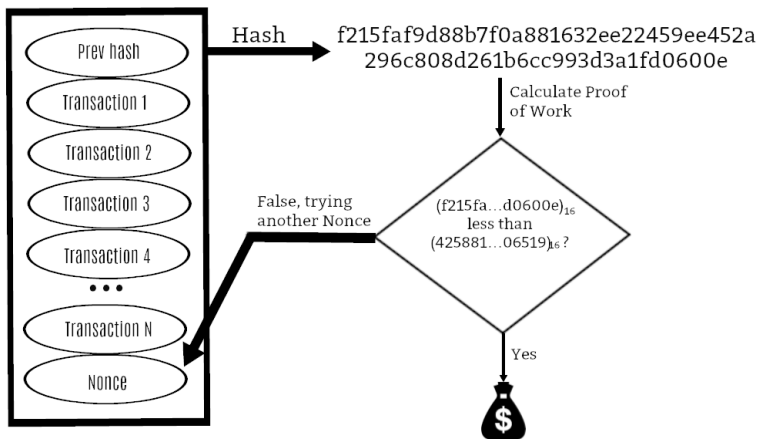 Prev hash
Transaction 1
Transaction 2
Transaction 3
Transaction 4
...
Transaction N
Nonce
Hash
f215faf9d88b7f0a881632ee22459ee452a
296c808d261b6cc993d3a1fd0600e
Calculate Proof
of Work
(f215fa...d0600e)16
less than
(425881...06519)16 ?
False, trying
another Nonce
Yes
$